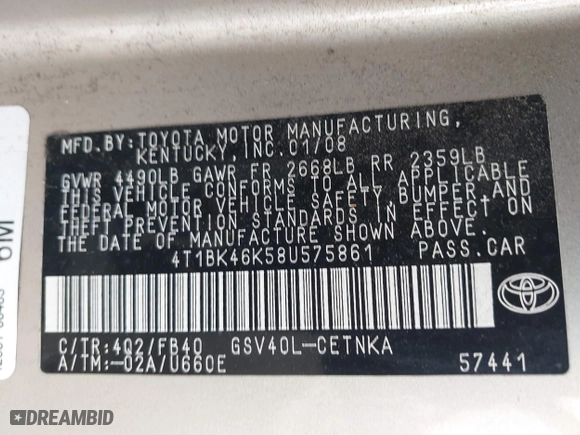 MFD.BY:TOYOTA MOTOR MANUFACTURING,
KENTUCKY,INC. 01/08
GVWR 4490LB GAWR FR 2668LB RR 2359LB
THIS VEHICLE CONFORMS TO ALL APPLICABLE
FEDERAL MOTOR VEHICLE SAFETY, BUMPER, AND
THEFT PREVENTION STANDARDS IN EFFECT ON
THE DATE OF MANUFACTURE SHOWN ABOVE.
4T1BK46K58U575861 PASS.CAR
C/TR:4Q2/FB40 GSV40L-CETNKA
A/TM:-02A/U660E 57441
DREAMBID